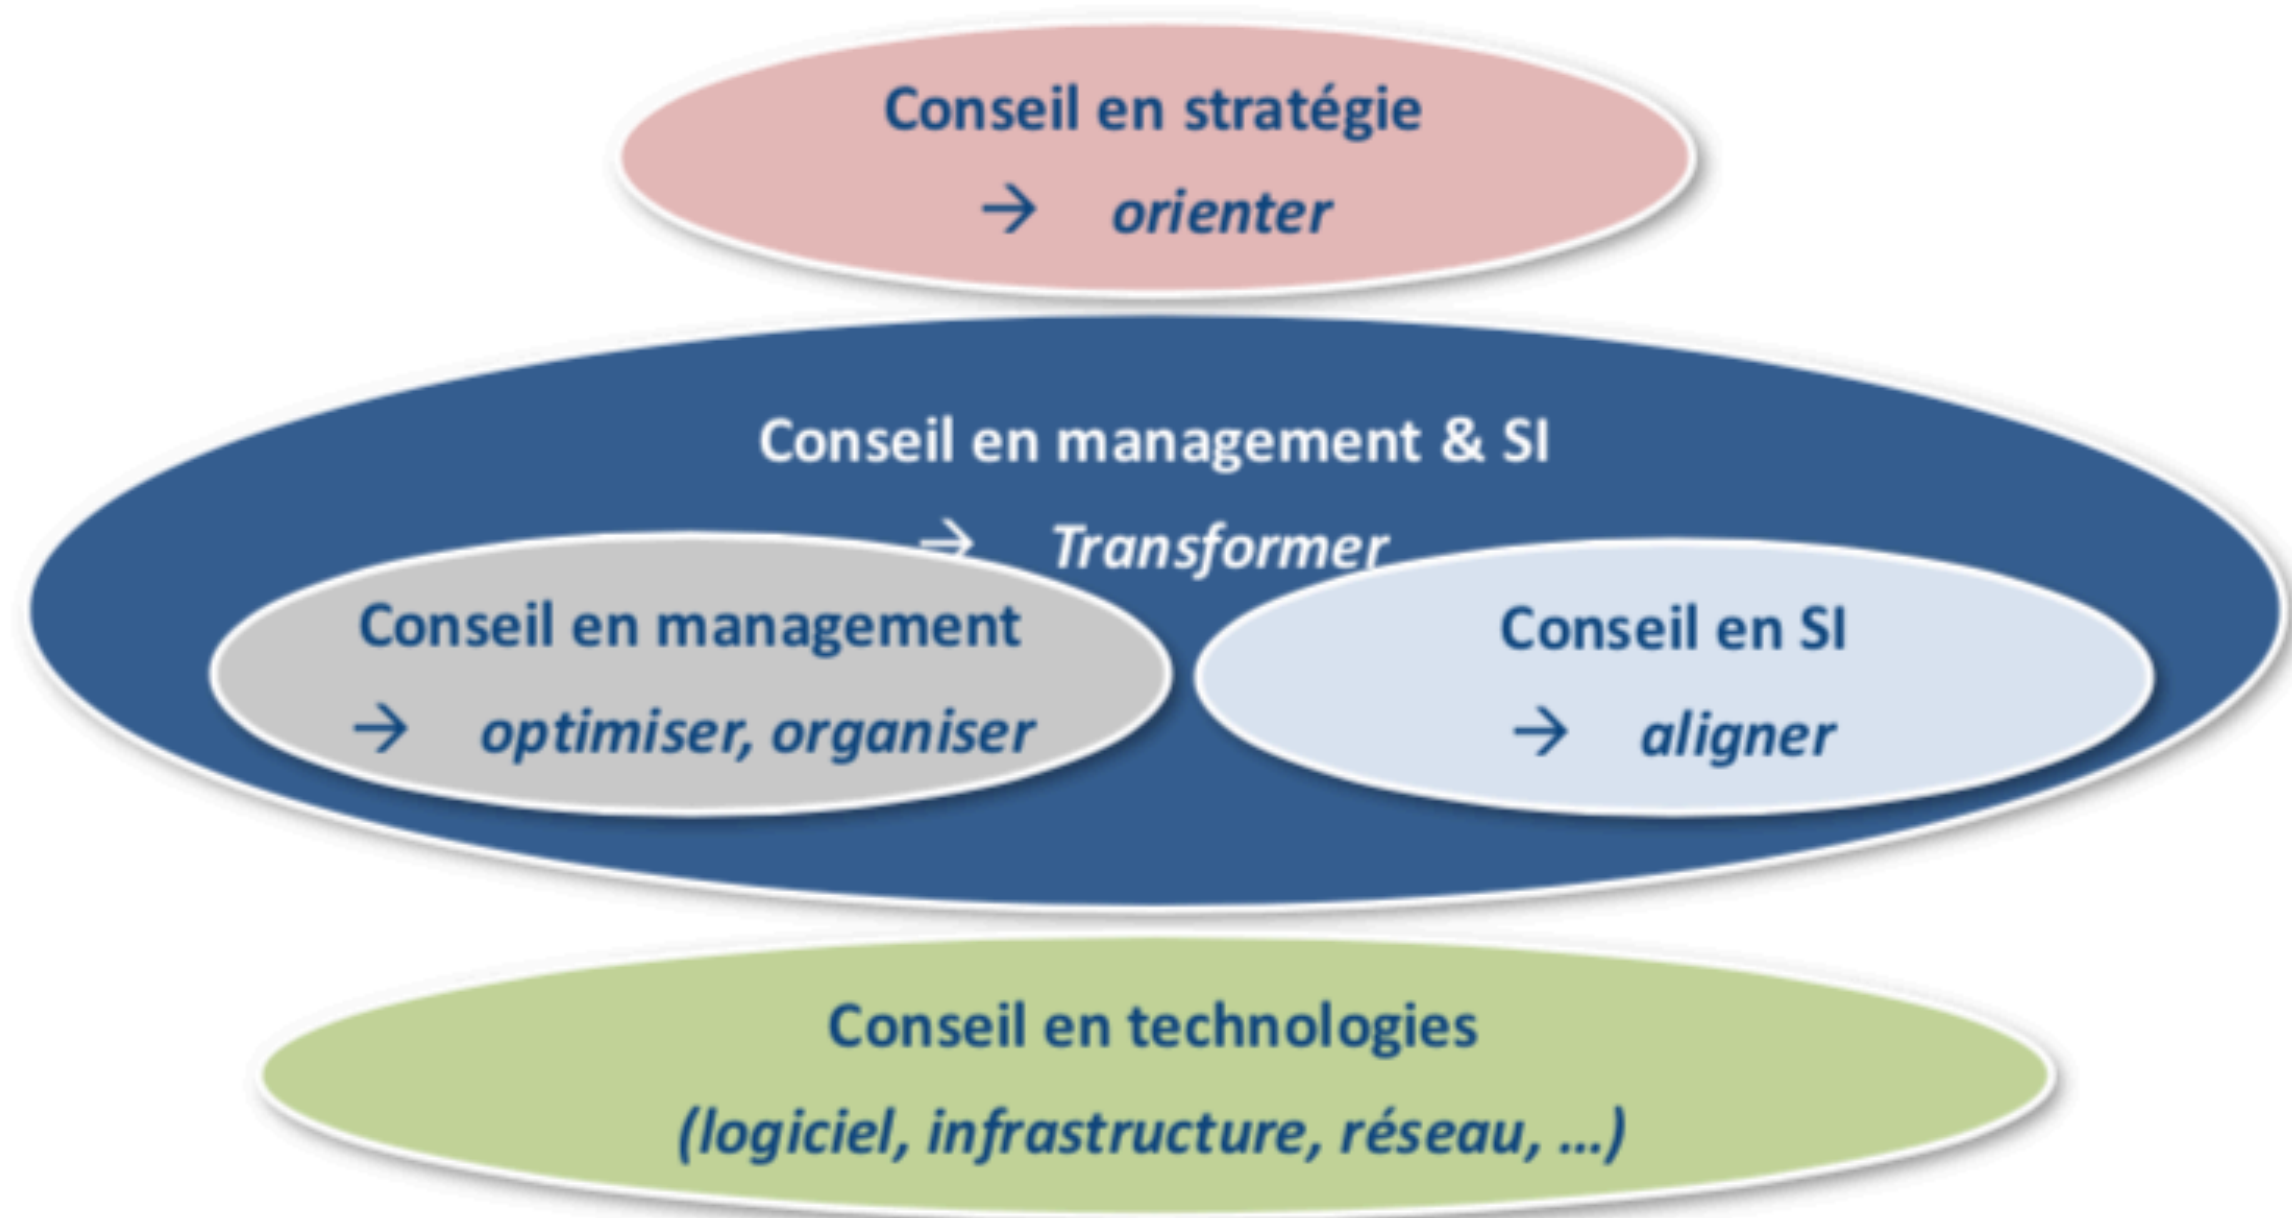 Conseil en stratégie
→ orienter
Conseil en management & SI
→ Transformer
Conseil en management
→ optimiser, organiser
Conseil en SI
→ aligner
Conseil en technologies
(logiciel, infrastructure, réseau, ...)